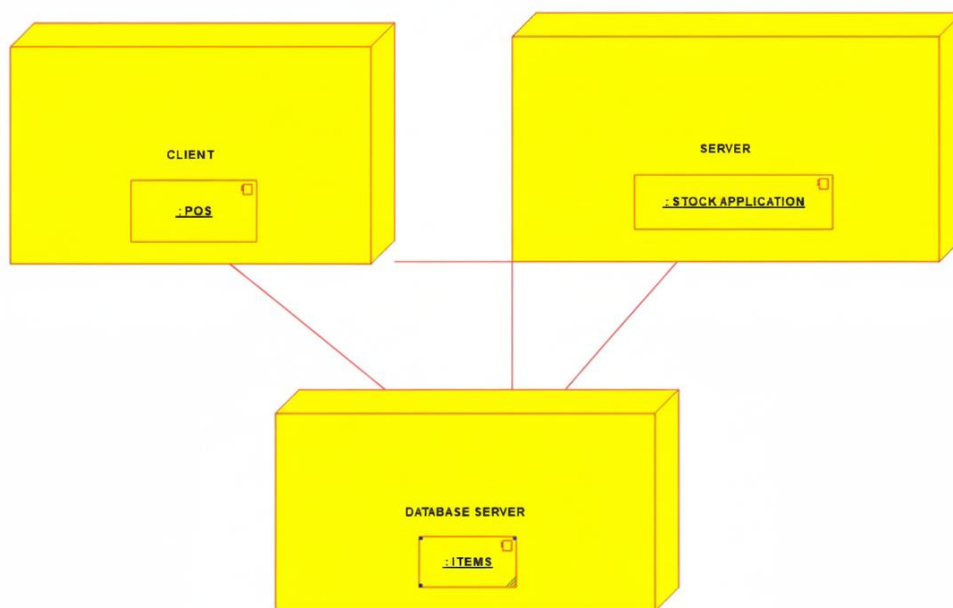 CLIENT
: POS
SERVER
: STOCK APPLICATION
DATABASE SERVER
: ITEMS